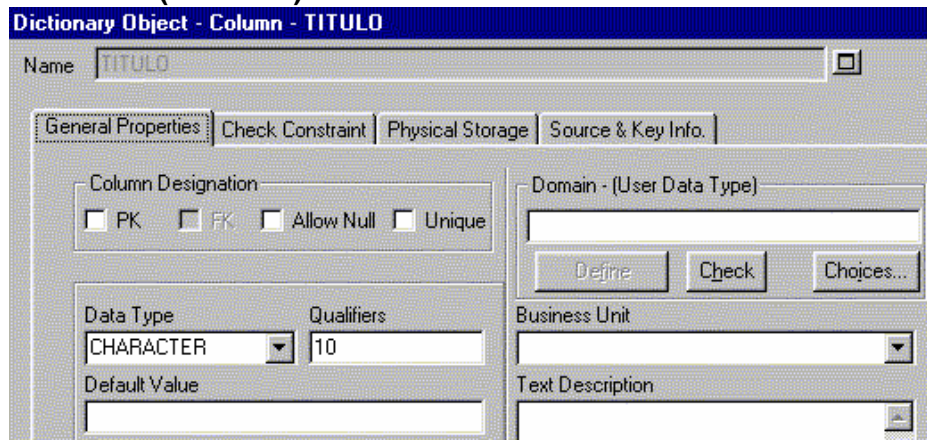 Dictionary Object - Column - TITULO
Name TITULO
General Properties Check Constraint Physical Storage Source & Key Info.
Column Designation
PK FK Allow Null Unique
Domain - (User Data Type)
Define Check Choices...
Data Type Qualifiers
CHARACTER 10
Default Value
Business Unit
Text Description